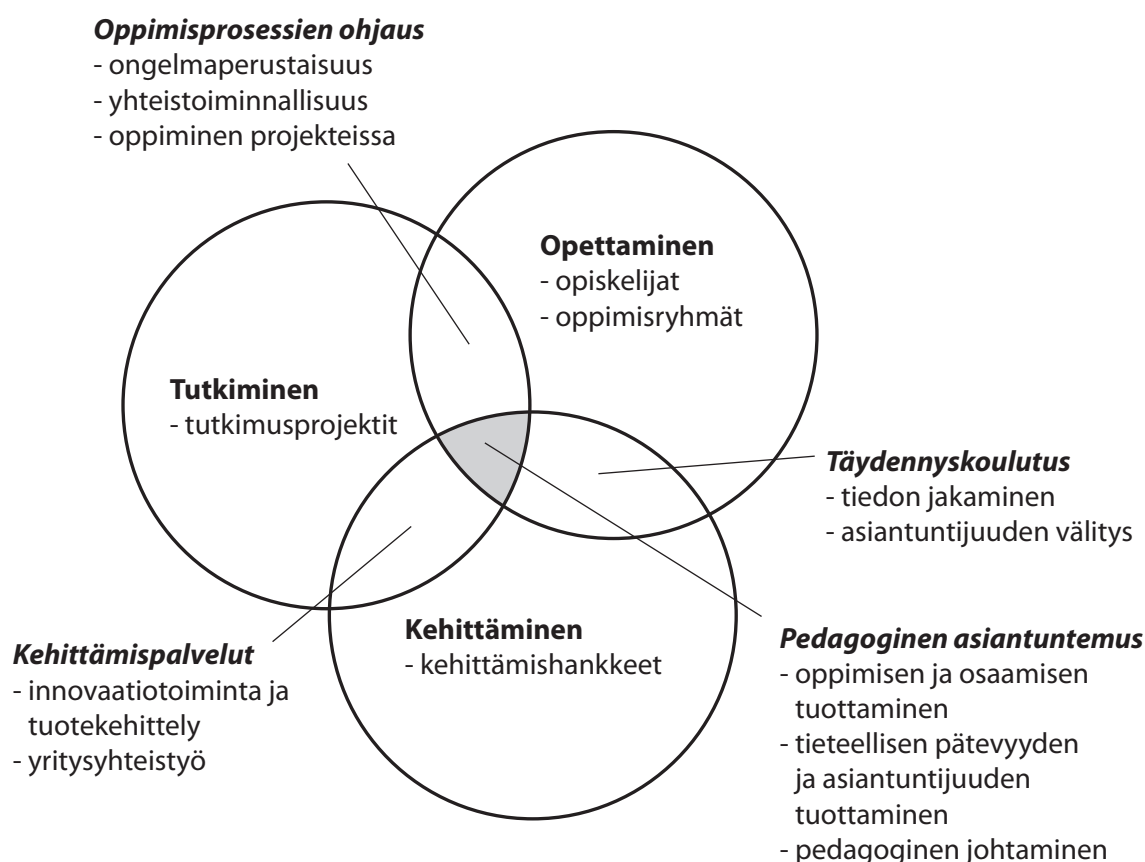 Oppimisprosessien ohjaus
- ongelmaperustaisuus
- yhteistoiminnallisuus
- oppiminen projekteissa
Opettaminen
- opiskelijat
- oppimisryhmät
Tutkiminen
- tutkimusprojektit
Täydennyskoulutus
- tiedon jakaminen
- asiantuntijuuden välitys
Kehittäminen
- kehittämishankkeet
Kehittämispalvelut
- innovaatiotoiminta ja
tuotekehittely
- yritysyhteistyö
Pedagoginen asiantuntemus
- oppimisen ja osaamisen
tuottaminen
- tieteellisen pätevyyden
ja asiantuntijuuden
tuottaminen
- pedagoginen johtaminen